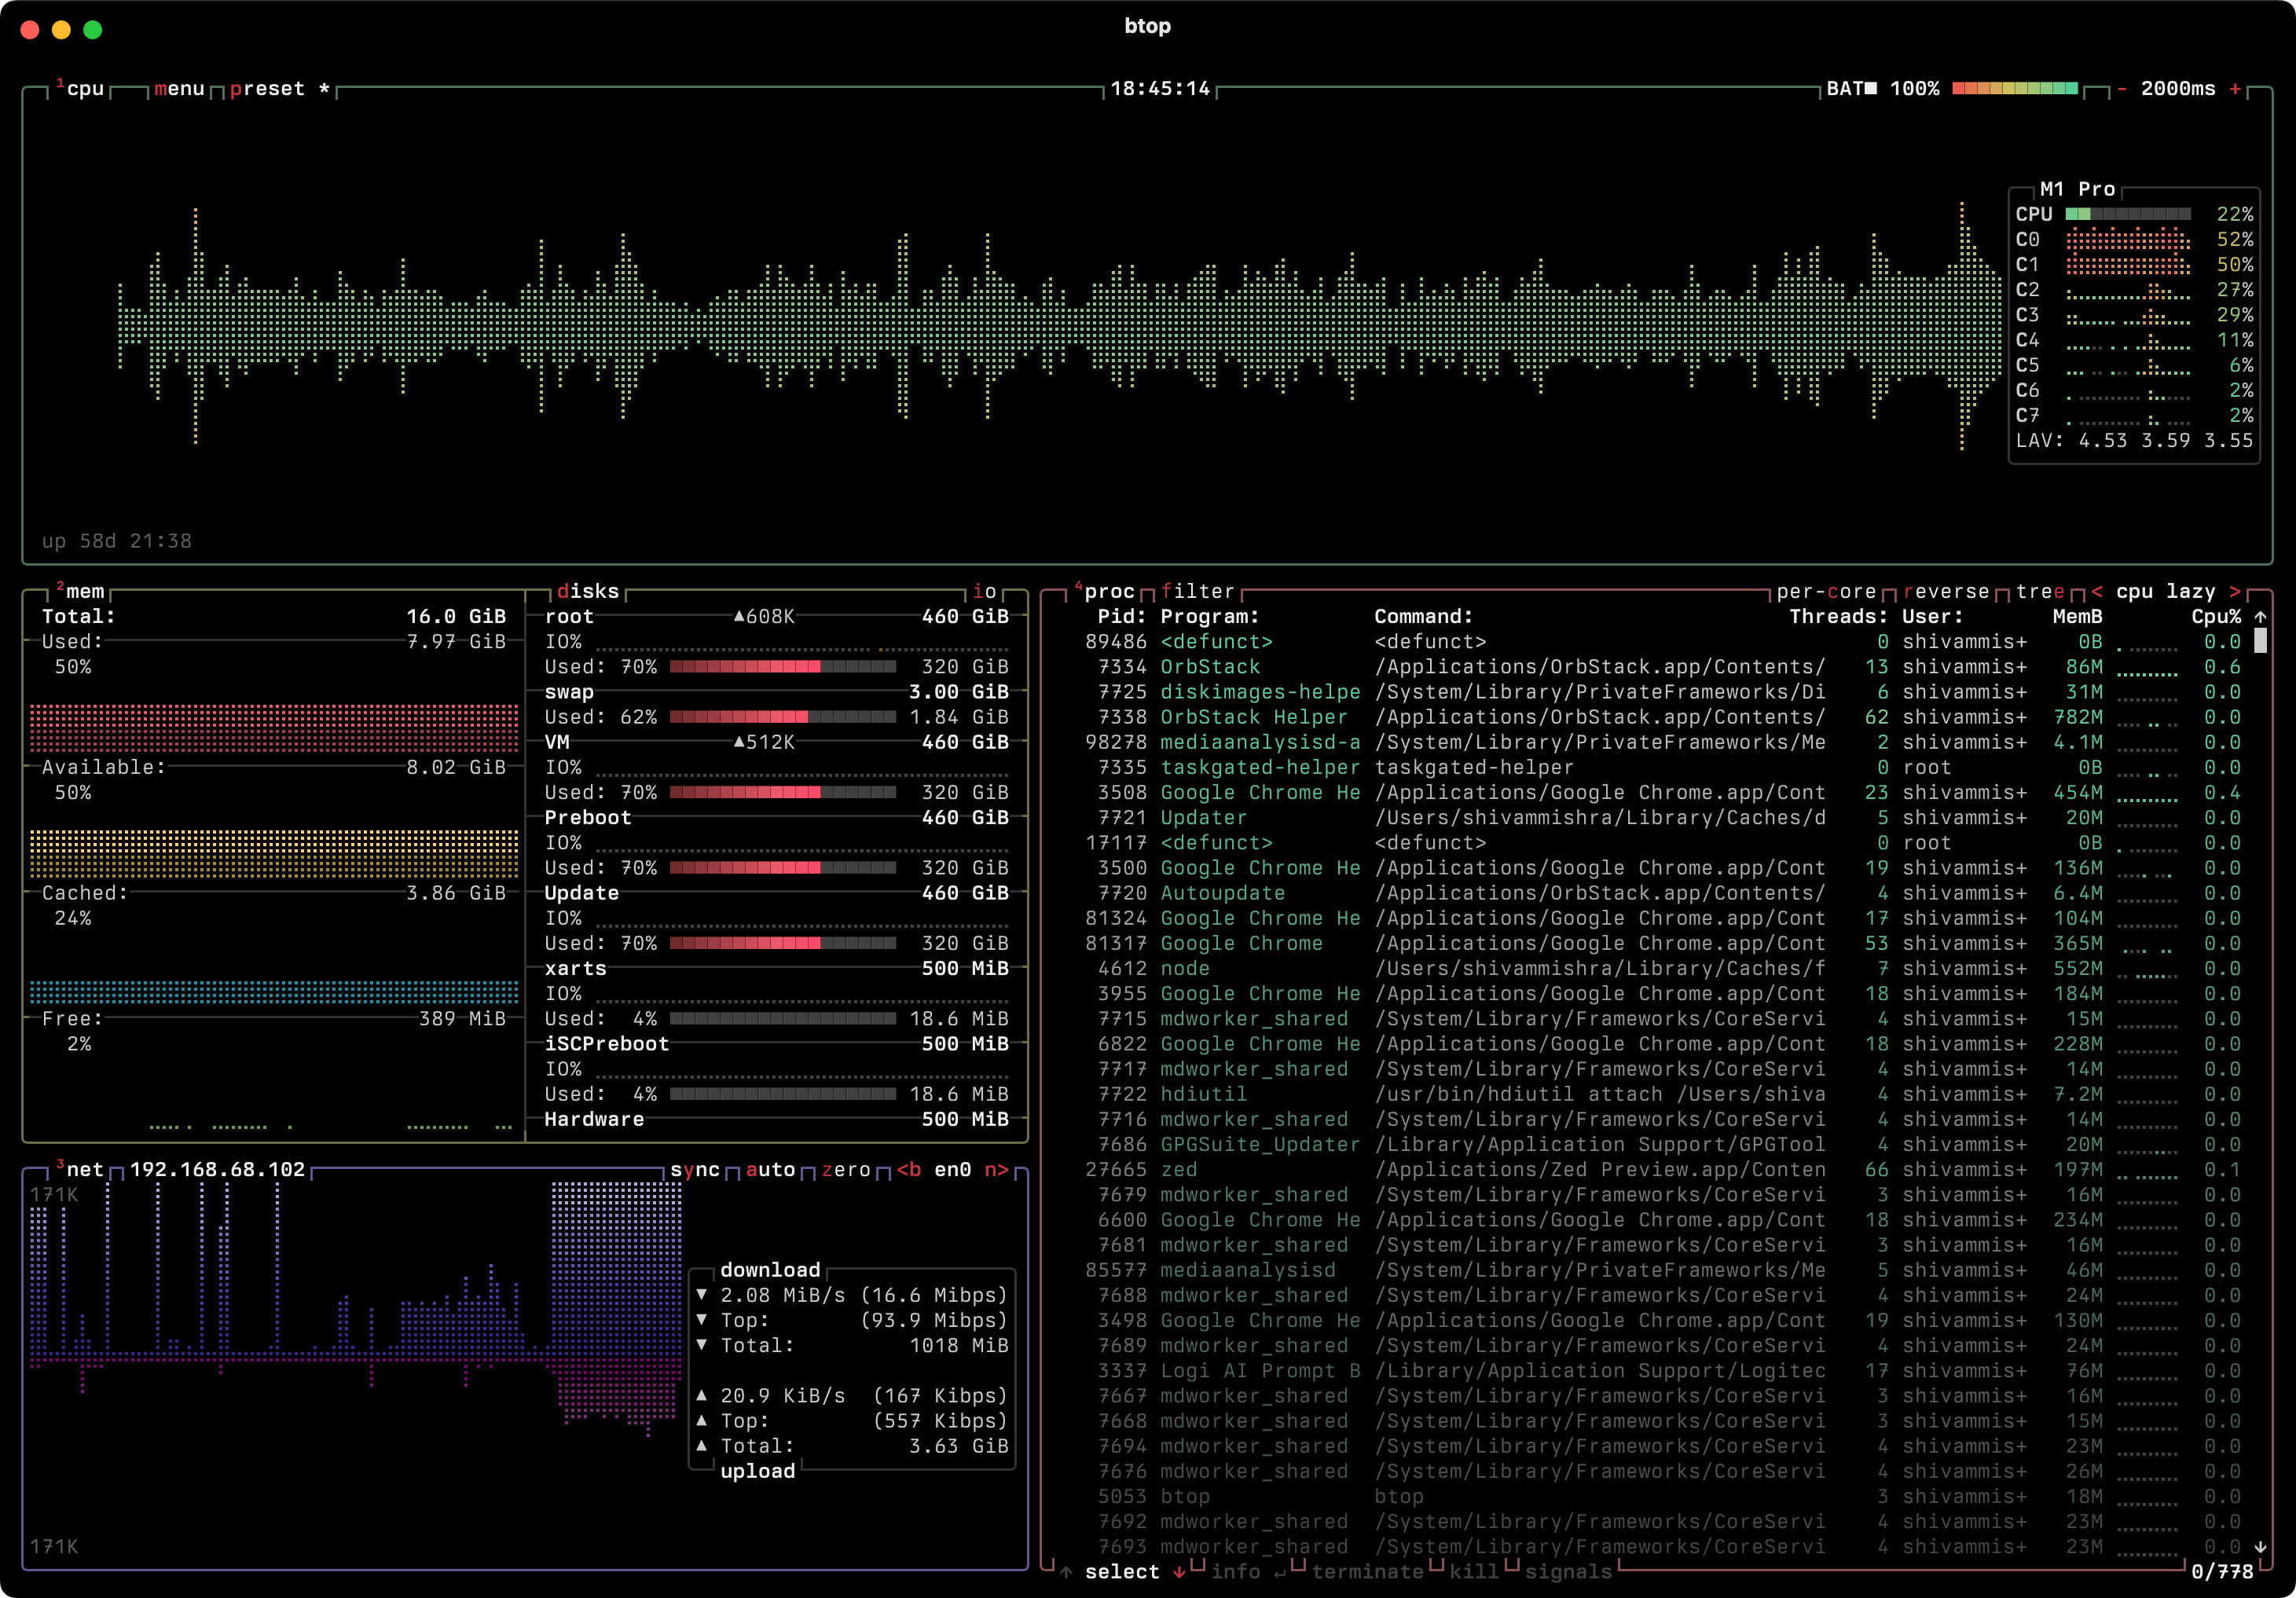 btop
¹cpu menu preset * 18:45:14 BAT■ 100% - 2000ms +
M1 Pro
CPU 22%
C0 52%
C1 50%
C2 27%
C3 29%
C4 11%
C5 6%
C6 2%
C7 2%
LAV: 4.53 3.59 3.55
up 58d 21:38
²mem
Total: 16.0 GiB
Used: 7.97 GiB
50%
Available: 8.02 GiB
50%
Cached: 3.86 GiB
24%
Free: 389 MiB
2%
disks io
root ▲608K 460 GiB
IO%
Used: 70% 320 GiB
swap 3.00 GiB
Used: 62% 1.84 GiB
VM ▲512K 460 GiB
IO%
Used: 70% 320 GiB
Preboot 460 GiB
IO%
Used: 70% 320 GiB
Update 460 GiB
IO%
Used: 70% 320 GiB
xarts 500 MiB
IO%
Used: 4% 18.6 MiB
iSCPreboot 500 MiB
IO%
Used: 4% 18.6 MiB
Hardware 500 MiB
³net 192.168.68.102 sync auto zero <b en0 n>
171K
download
▼ 2.08 MiB/s (16.6 Mibps)
▼ Top: (93.9 Mibps)
▼ Total: 1018 MiB
▲ 20.9 KiB/s (167 Kibps)
▲ Top: (557 Kibps)
▲ Total: 3.63 GiB
upload
171K
⁴proc filter per-core reverse tree < cpu lazy >
Pid: Program: Command: Threads: User: MemB Cpu% ↑
89486 <defunct> <defunct> 0 shivammis+ 0B 0.0
7334 OrbStack /Applications/OrbStack.app/Contents/ 13 shivammis+ 86M 0.6
7725 diskimages-helpe /System/Library/PrivateFrameworks/Di 6 shivammis+ 31M 0.0
7338 OrbStack Helper /Applications/OrbStack.app/Contents/ 62 shivammis+ 782M 0.0
98278 mediaanalysisd-a /System/Library/PrivateFrameworks/Me 2 shivammis+ 4.1M 0.0
7335 taskgated-helper taskgated-helper 0 root 0B 0.0
3508 Google Chrome He /Applications/Google Chrome.app/Cont 23 shivammis+ 454M 0.4
7721 Updater /Users/shivammishra/Library/Caches/d 5 shivammis+ 20M 0.0
17117 <defunct> <defunct> 0 root 0B 0.0
3500 Google Chrome He /Applications/Google Chrome.app/Cont 19 shivammis+ 136M 0.0
7720 Autoupdate /Applications/OrbStack.app/Contents/ 4 shivammis+ 6.4M 0.0
81324 Google Chrome He /Applications/Google Chrome.app/Cont 17 shivammis+ 104M 0.0
81317 Google Chrome /Applications/Google Chrome.app/Cont 53 shivammis+ 365M 0.0
4612 node /Users/shivammishra/Library/Caches/f 7 shivammis+ 552M 0.0
3955 Google Chrome He /Applications/Google Chrome.app/Cont 18 shivammis+ 184M 0.0
7715 mdworker_shared /System/Library/Frameworks/CoreServi 4 shivammis+ 15M 0.0
6822 Google Chrome He /Applications/Google Chrome.app/Cont 18 shivammis+ 228M 0.0
7717 mdworker_shared /System/Library/Frameworks/CoreServi 4 shivammis+ 14M 0.0
7722 hdiutil /usr/bin/hdiutil attach /Users/shiva 4 shivammis+ 7.2M 0.0
7716 mdworker_shared /System/Library/Frameworks/CoreServi 4 shivammis+ 14M 0.0
7686 GPGSuite_Updater /Library/Application Support/GPGTool 4 shivammis+ 20M 0.0
27665 zed /Applications/Zed Preview.app/Conten 66 shivammis+ 197M 0.1
7679 mdworker_shared /System/Library/Frameworks/CoreServi 3 shivammis+ 16M 0.0
6600 Google Chrome He /Applications/Google Chrome.app/Cont 18 shivammis+ 234M 0.0
7681 mdworker_shared /System/Library/Frameworks/CoreServi 3 shivammis+ 16M 0.0
85577 mediaanalysisd /System/Library/PrivateFrameworks/Me 5 shivammis+ 46M 0.0
7688 mdworker_shared /System/Library/Frameworks/CoreServi 4 shivammis+ 24M 0.0
3498 Google Chrome He /Applications/Google Chrome.app/Cont 19 shivammis+ 130M 0.0
7689 mdworker_shared /System/Library/Frameworks/CoreServi 4 shivammis+ 24M 0.0
3337 Logi AI Prompt B /Library/Application Support/Logitec 17 shivammis+ 76M 0.0
7667 mdworker_shared /System/Library/Frameworks/CoreServi 3 shivammis+ 16M 0.0
7668 mdworker_shared /System/Library/Frameworks/CoreServi 3 shivammis+ 15M 0.0
7694 mdworker_shared /System/Library/Frameworks/CoreServi 4 shivammis+ 23M 0.0
7676 mdworker_shared /System/Library/Frameworks/CoreServi 4 shivammis+ 26M 0.0
5053 btop btop 3 shivammis+ 18M 0.0
7692 mdworker_shared /System/Library/Frameworks/CoreServi 4 shivammis+ 23M 0.0
7693 mdworker_shared /System/Library/Frameworks/CoreServi 4 shivammis+ 23M 0.0 ↓
↑ select ↓ info ↵ terminate kill signals 0/778